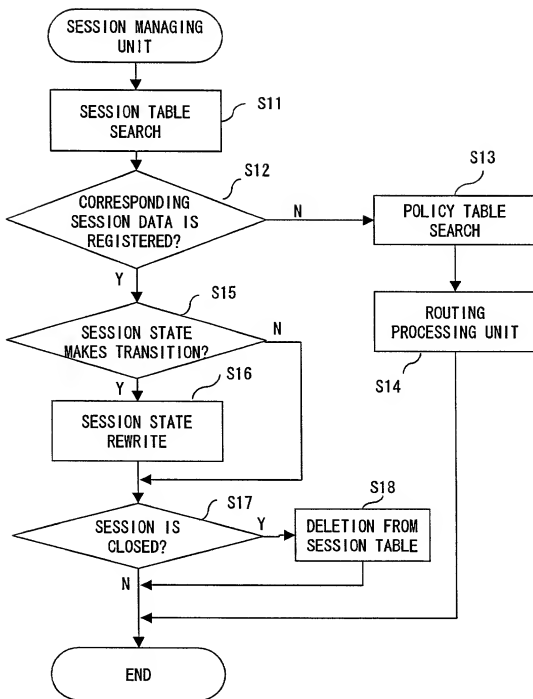 SESSION MANAGING
UNIT
S11
SESSION TABLE
SEARCH
S12
CORRESPONDING
SESSION DATA IS
REGISTERED?
N
Y
S13
POLICY TABLE
SEARCH
ROUTING
PROCESSING UNIT
S14
S15
SESSION STATE
MAKES TRANSITION?
N
Y
S16
SESSION STATE
REWRITE
S17
SESSION IS
CLOSED?
Y
N
S18
DELETION FROM
SESSION TABLE
END